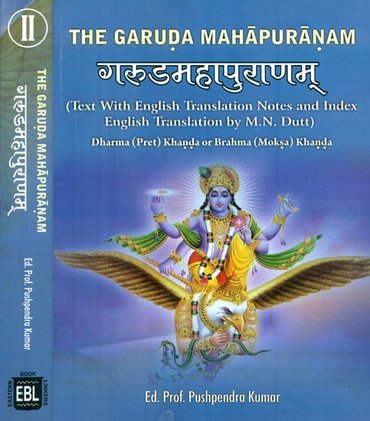 II
THE GARUḌA MAHĀPURĀṆAM
गरुडमहापुराणम्
Ed. Prof. Pushpendra Kumar
EASTERN
BOOK
LINKERS
EBL
THE GARUḌA MAHĀPURĀṆAM
गरुडमहापुराणम्
(Text With English Translation Notes and Index
English Translation by M.N. Dutt)
Dharma (Pret) Khaṇḍa or Brahma (Mokṣa) Khaṇḍa
Ed. Prof. Pushpendra Kumar